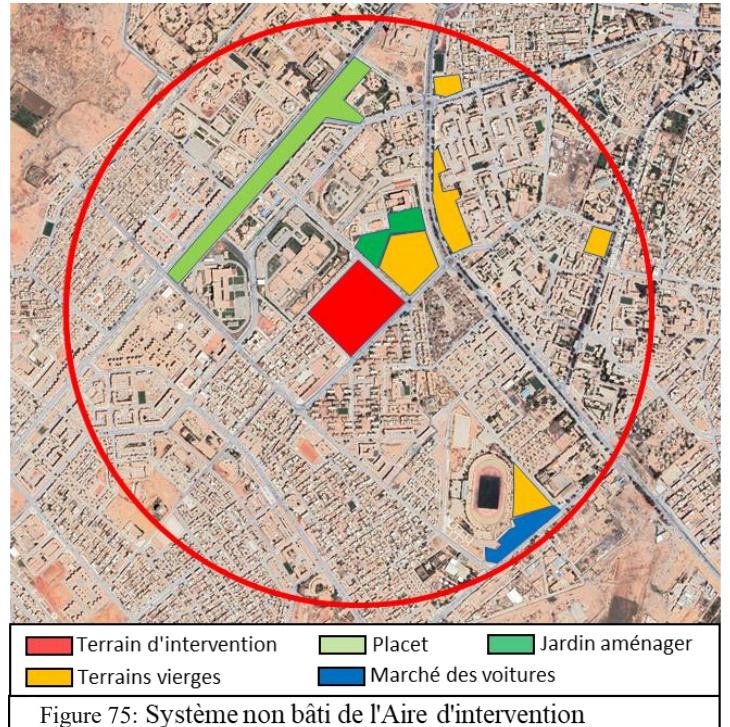 Terrain d'intervention Placet Jardin aménager
Terrains vierges Marché des voitures
Figure 75: Système non bâti de l'Aire d'intervention